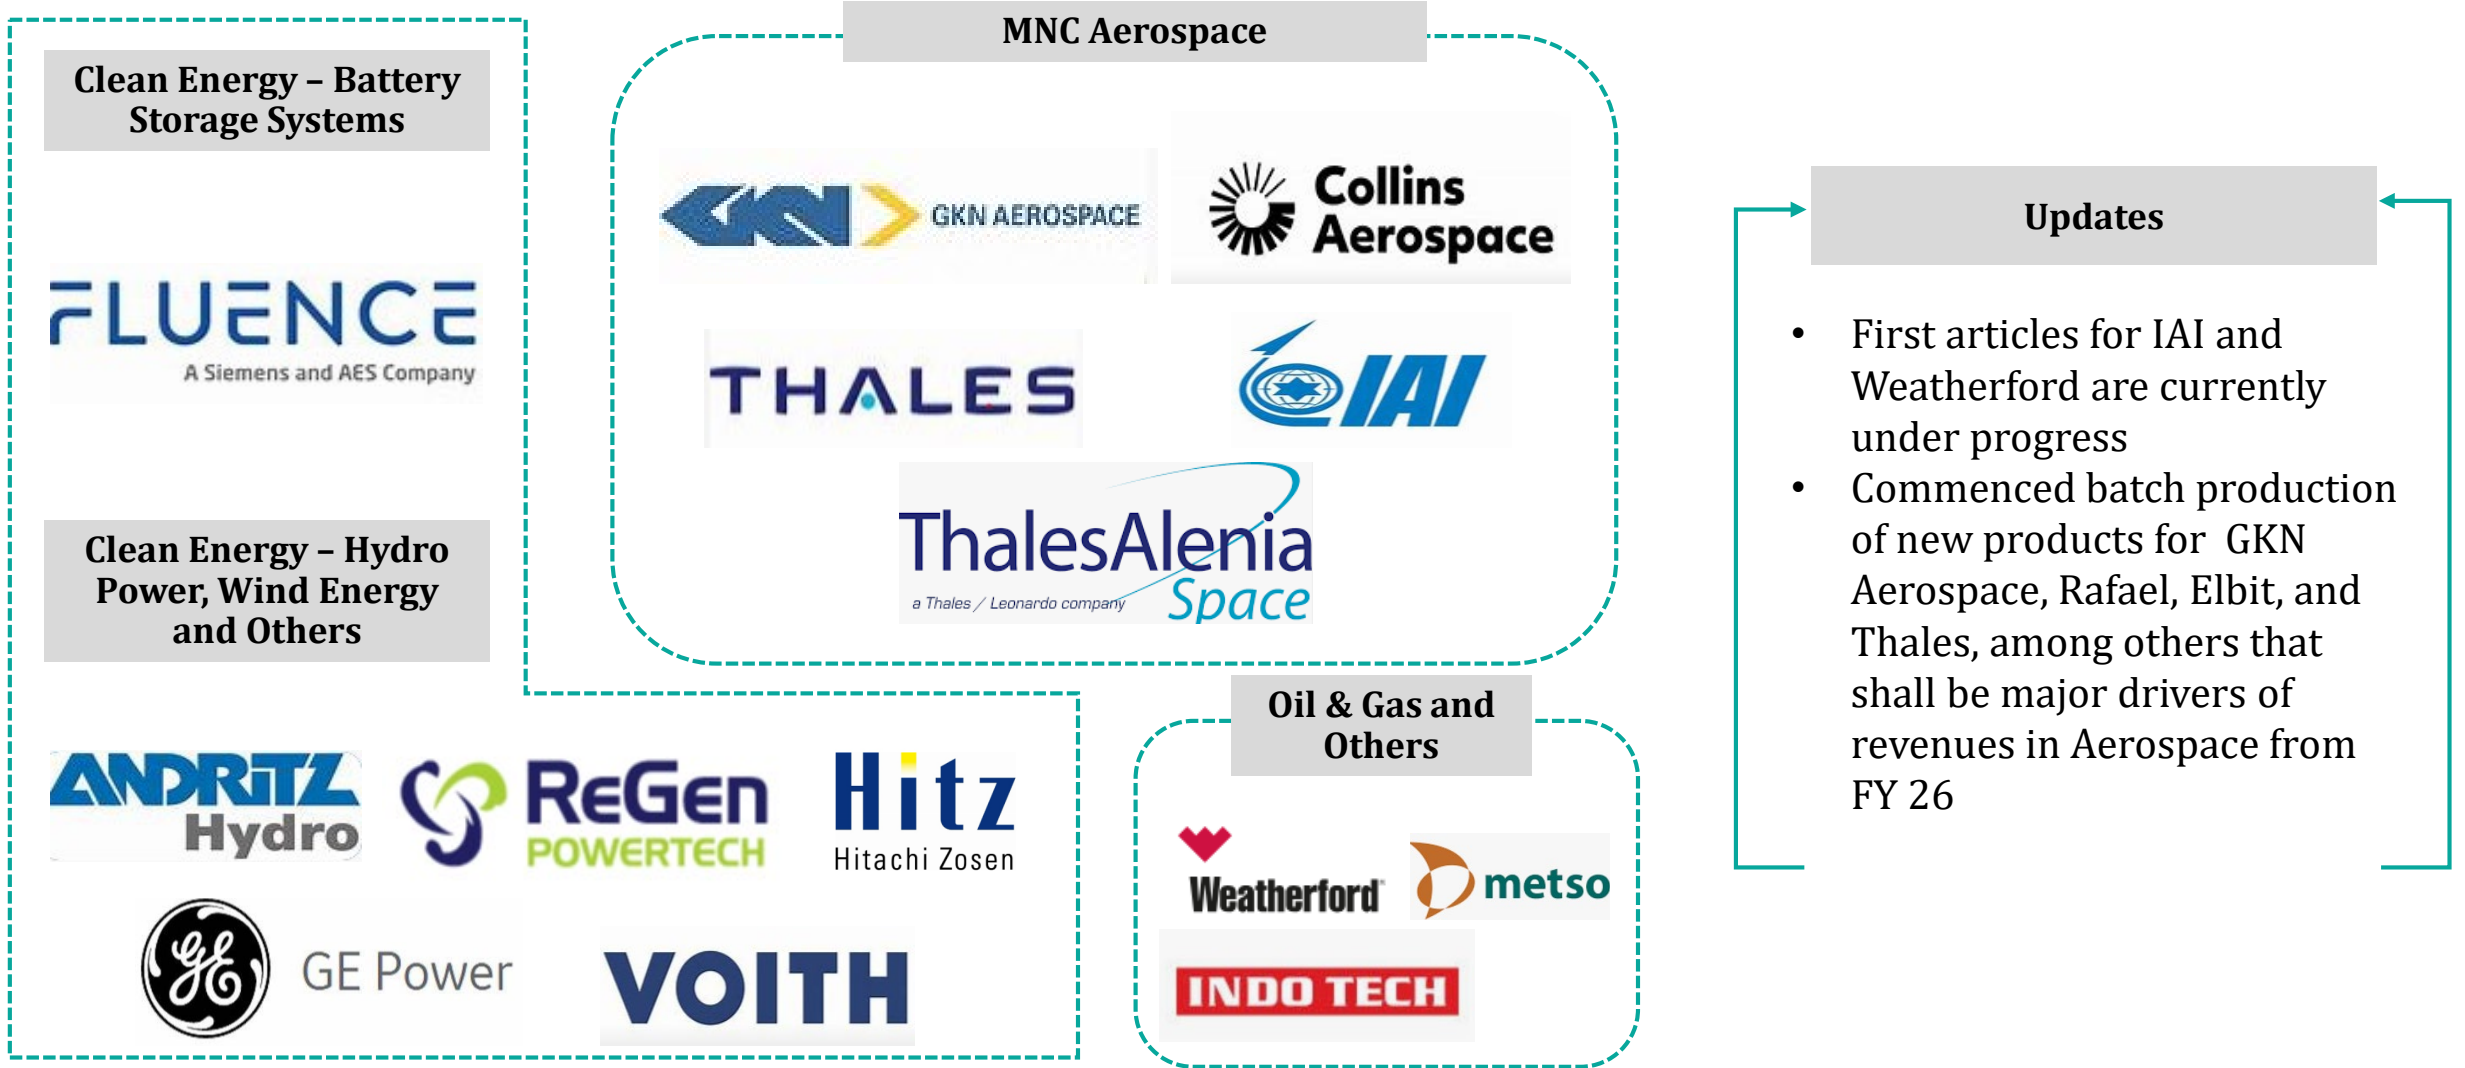 Clean Energy – Battery
Storage Systems
FLUENCE
A Siemens and AES Company
Clean Energy – Hydro
Power, Wind Energy
and Others
ANDRITZ
Hydro
ReGen
POWERTECH
Hitz
Hitachi Zosen
GE
GE Power
VOITH
MNC Aerospace
GKN
GKN AEROSPACE
Collins
Aerospace
THALES
IAI
ThalesAlenia
a Thales / Leonardo company
Space
Oil & Gas and
Others
Weatherford
metso
INDO TECH
Updates
• First articles for IAI and
Weatherford are currently
under progress
• Commenced batch production
of new products for GKN
Aerospace, Rafael, Elbit, and
Thales, among others that
shall be major drivers of
revenues in Aerospace from
FY 26